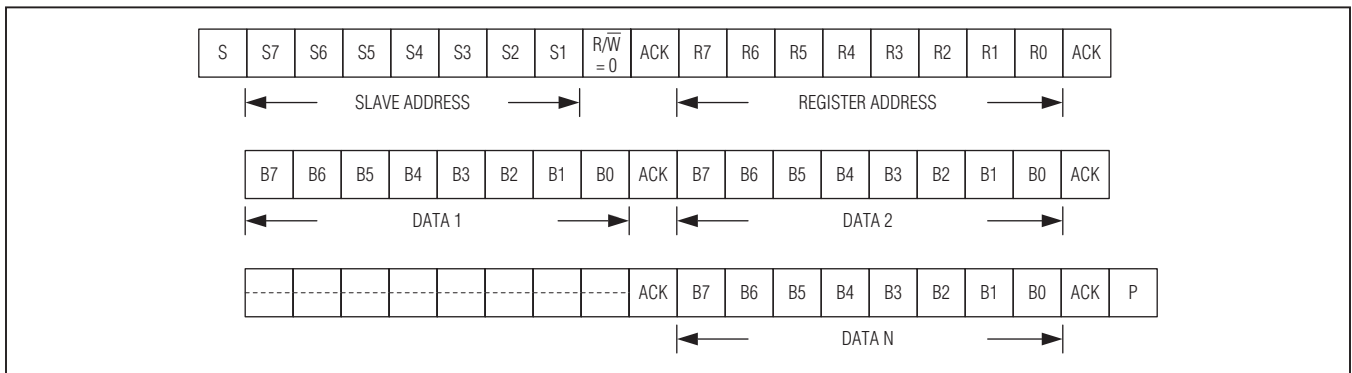 S S7 S6 S5 S4 S3 S2 S1 R/W̅ = 0 ACK R7 R6 R5 R4 R3 R2 R1 R0 ACK
SLAVE ADDRESS REGISTER ADDRESS
B7 B6 B5 B4 B3 B2 B1 B0 ACK B7 B6 B5 B4 B3 B2 B1 B0 ACK
DATA 1 DATA 2
ACK B7 B6 B5 B4 B3 B2 B1 B0 ACK P
DATA N